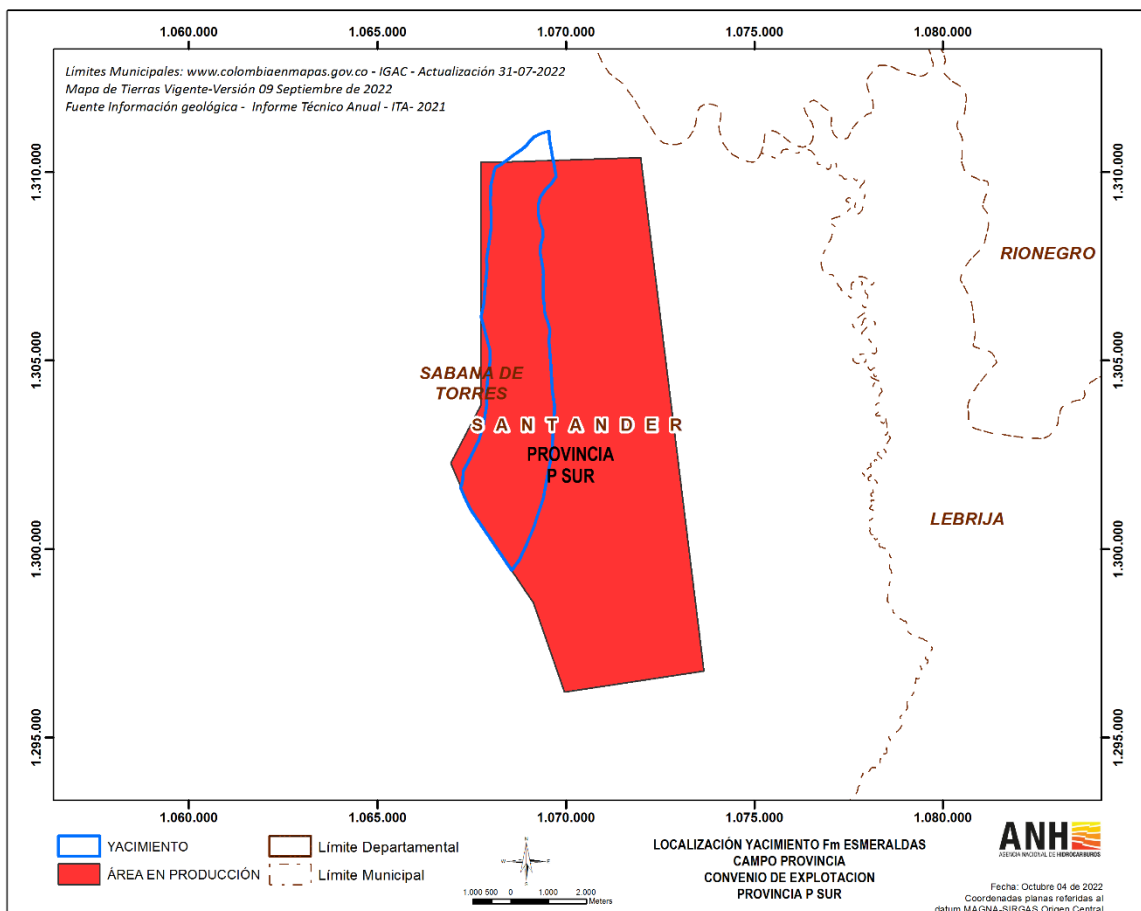 1.060.000 1.065.000 1.070.000 1.075.000 1.080.000
Límites Municipales: www.colombiaenmapas.gov.co - IGAC - Actualización 31-07-2022
Mapa de Tierras Vigente-Versión 09 Septiembre de 2022
Fuente Información geológica - Informe Técnico Anual - ITA- 2021
1.310.000 1.310.000
RIONEGRO
1.305.000 1.305.000
SABANA DE
TORRES
SANTANDER
PROVINCIA
P SUR
LEBRIJA
1.300.000 1.300.000
1.295.000 1.295.000
1.060.000 1.065.000 1.070.000 1.075.000 1.080.000
YACIMIENTO
ÁREA EN PRODUCCIÓN
Límite Departamental
Límite Municipal
1.000 500 0 1.000 2.000
Meters
LOCALIZACIÓN YACIMIENTO Fm ESMERALDAS
CAMPO PROVINCIA
CONVENIO DE EXPLOTACION
PROVINCIA P SUR
ANH
AGENCIA NACIONAL DE HIDROCARBUROS
Fecha: Octubre 04 de 2022
Coordenadas planas referidas al
datum MAGNA-SIRGAS Origen Central